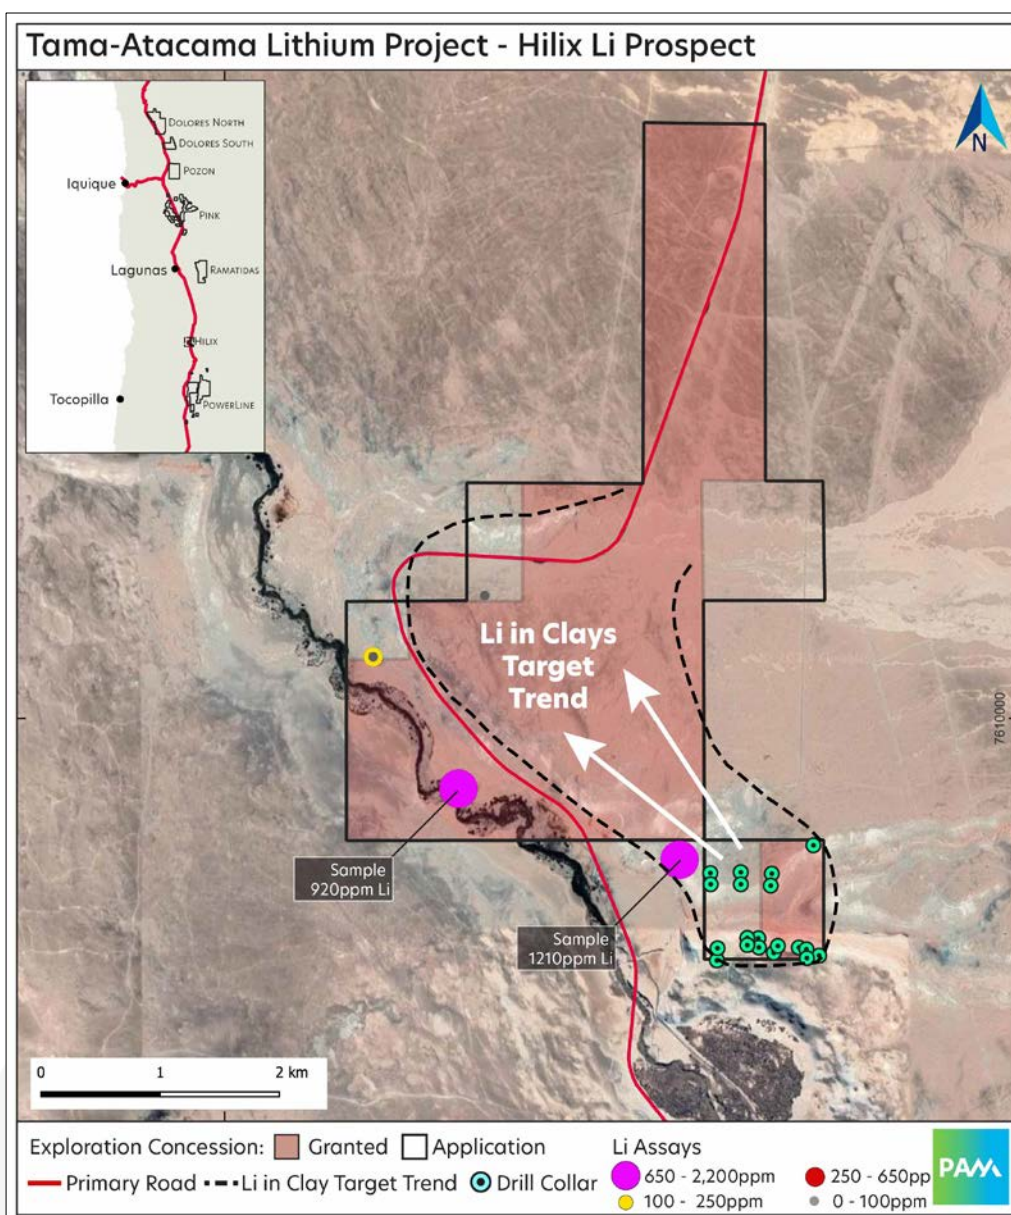 Tama-Atacama Lithium Project - Hilix Li Prospect
N
DOLORES NORTH
DOLORES SOUTH
POZON
Iquique
PINK
Lagunas
RAMATIDAS
HILIX
Tocopilla
POWERLINE
Li in Clays
Target
Trend
7610000
Sample
920ppm Li
Sample
1210ppm Li
0 1 2 km
Exploration Concession: Granted Application
Primary Road Li in Clay Target Trend Drill Collar
Li Assays
650 - 2,200ppm 250 - 650pp
100 - 250ppm 0 - 100ppm
PAM